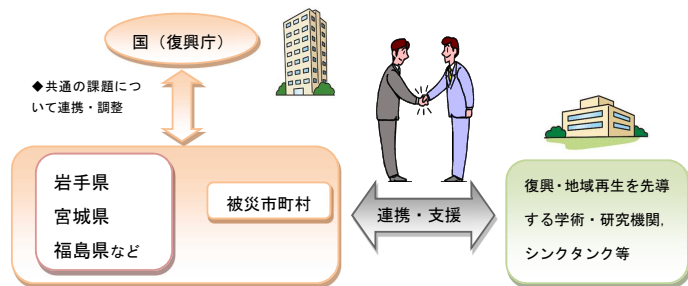 国（復興庁）
◆共通の課題につ
いて連携・調整
岩手県
宮城県
福島県など
被災市町村
連携・支援
復興・地域再生を先導
する学術・研究機関，
シンクタンク等